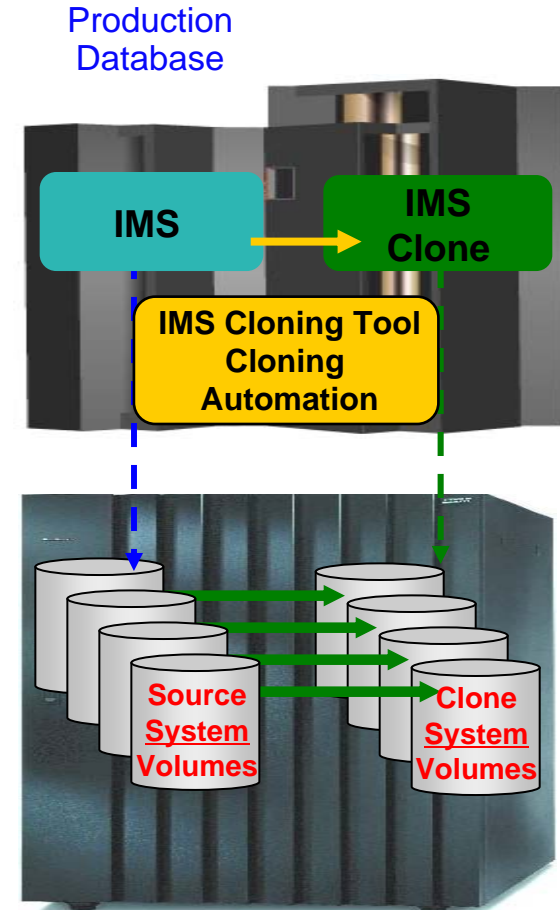 Production
Database
IMS
IMS
Clone
IMS Cloning Tool
Cloning
Automation
Source
System
Volumes
Clone
System
Volumes